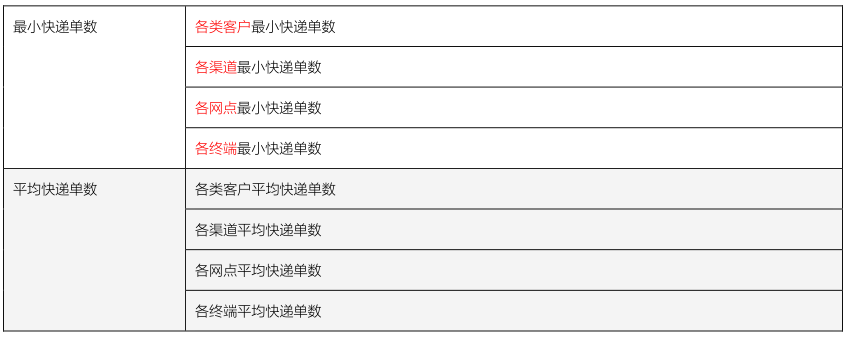 最小快递单数
各类客户最小快递单数
各渠道最小快递单数
各网点最小快递单数
各终端最小快递单数
平均快递单数
各类客户平均快递单数
各渠道平均快递单数
各网点平均快递单数
各终端平均快递单数